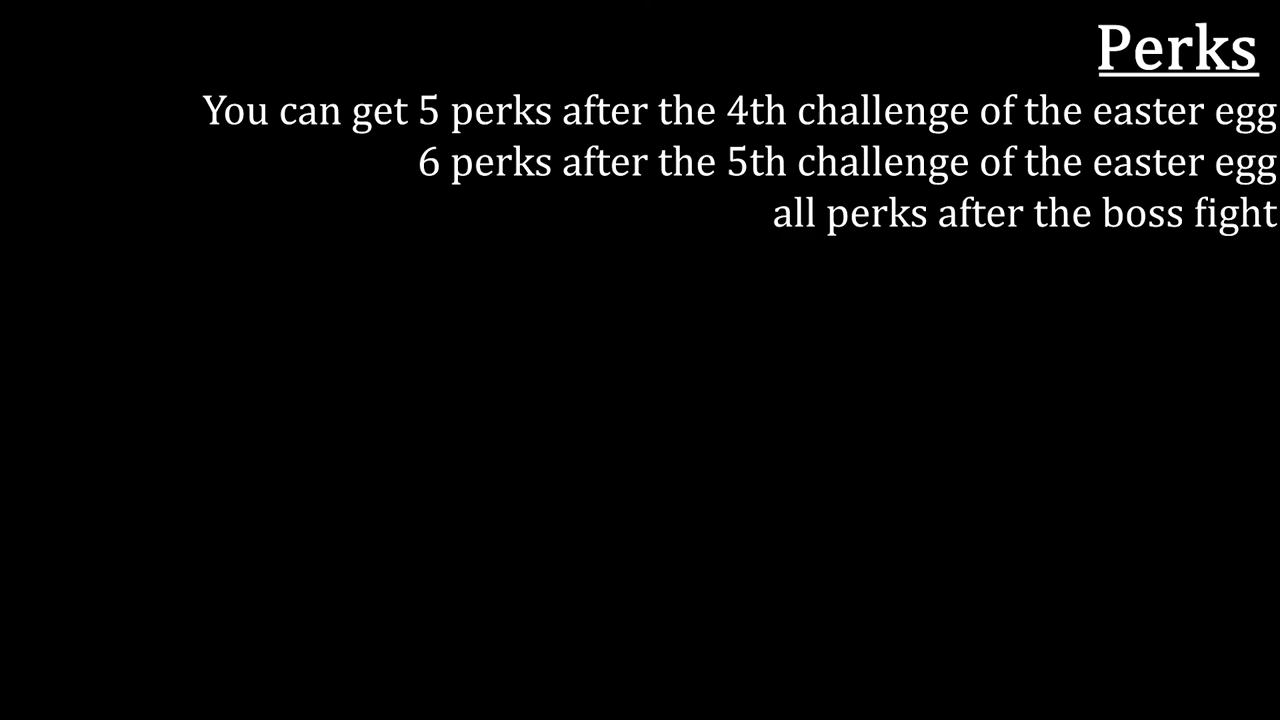 Perks
You can get 5 perks after the 4th challenge of the easter egg
6 perks after the 5th challenge of the easter egg
all perks after the boss fight